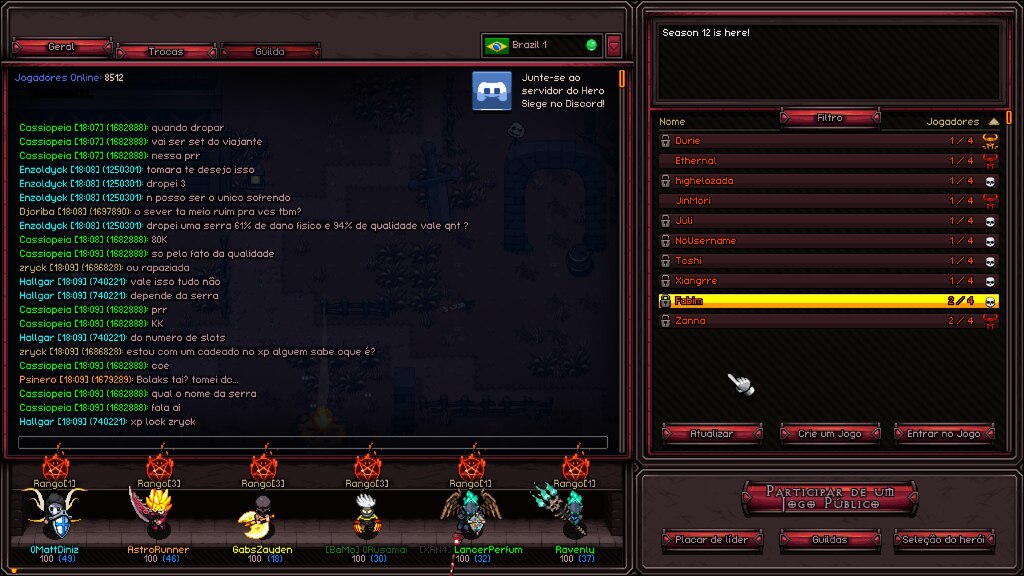 Geral
Trocas
Guilda
Brazil 1
Jogadores Online: 8512
Junte-se ao
servidor do Hero
Siege no Discord!
Cassiopeia [18:07] (1682888): quando dropar
Cassiopeia [18:07] (1682888): vai ser set do viajante
Cassiopeia [18:07] (1682888): nessa prr
Enzoldyck [18:08] (1250301): tomara te desejo isso
Enzoldyck [18:08] (1250301): dropei 3
Enzoldyck [18:08] (1250301): n posso ser o unico sofrendo
Djoriba [18:08] (1697890): o sever ta meio ruim pra vcs tbm?
Enzoldyck [18:08] (1250301): dropei uma serra 61% de dano fisico e 94% de qualidade vale qnt ?
Cassiopeia [18:08] (1682888): 80K
Cassiopeia [18:09] (1682888): so pelo fato da qualidade
zryck [18:09] (1686828): ou rapaziada
Hallgar [18:09] (740221): vale isso tudo não
Hallgar [18:09] (740221): depende da serra
Cassiopeia [18:09] (1682888): prr
Cassiopeia [18:09] (1682888): KK
Hallgar [18:09] (740221): do numero de slots
zryck [18:09] (1686828): estou com um cadeado no xp alguem sabe oque é?
Cassiopeia [18:09] (1682888): coe
Psinero [18:09] (1679289): Bolaks tai? tomei dc...
Cassiopeia [18:09] (1682888): qual o nome da serra
Cassiopeia [18:09] (1682888): fala ai
Hallgar [18:09] (740221): xp lock zryck
Rango[1]
Rango[3]
Rango[3]
Rango[3]
Rango[1]
Rango[1]
0MattDiniz
100 (49)
AstroRunner
100 (46)
GabsZayden
100 (18)
[BaMo] 0Rusamai
100 (30)
[XAN4] LancerPerium
100 (32)
Ravenly
100 (37)
Season 12 is here!
Nome
Filtro
Jogadores
Durie 1 / 4
Ethernal 1 / 4
highelozada 1 / 4
JinMori 1 / 4
Juli 1 / 4
NoUsername 1 / 4
Toshi 1 / 4
Xiangrre 1 / 4
Fabim 2 / 4
Zanna 2 / 4
Atualizar
Crie um Jogo
Entrar no Jogo
Participar de um
Jogo Público
Placar de líder
Guildas
Seleção do herói